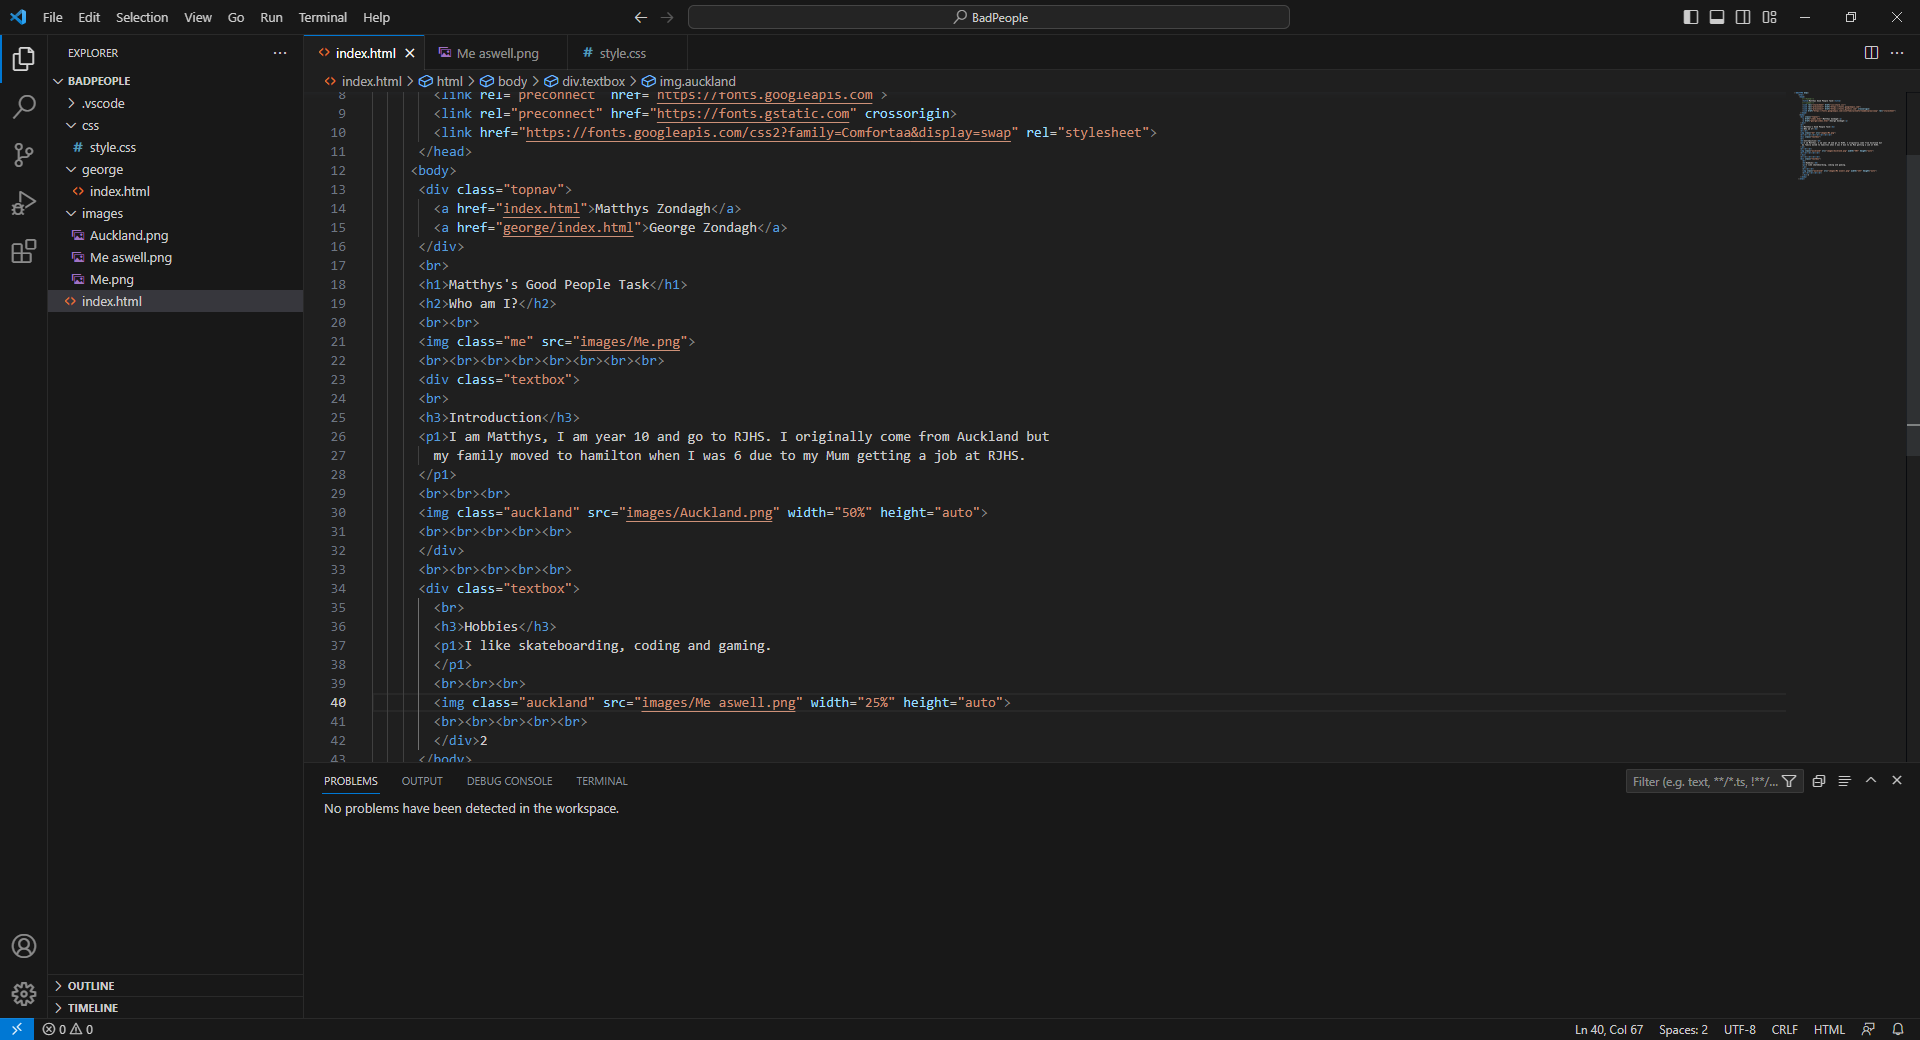 File Edit Selection View Go Run Terminal Help
BadPeople
EXPLORER
BADPEOPLE
.vscode
css
# style.css
george
<> index.html
images
Auckland.png
Me aswell.png
Me.png
<> index.html
OUTLINE
TIMELINE
<> index.html Me aswell.png # style.css
<> index.html > html > body > div.textbox > img.auckland
8 <link rel="preconnect" href="https://fonts.googleapis.com">
9 <link rel="preconnect" href="https://fonts.gstatic.com" crossorigin>
10 <link href="https://fonts.googleapis.com/css2?family=Comfortaa&display=swap" rel="stylesheet">
11 </head>
12 <body>
13 <div class="topnav">
14 <a href="index.html">Matthys Zondagh</a>
15 <a href="george/index.html">George Zondagh</a>
16 </div>
17 <br>
18 <h1>Matthys's Good People Task</h1>
19 <h2>Who am I?</h2>
20 <br><br>
21 <img class="me" src="images/Me.png">
22 <br><br><br><br><br><br><br><br>
23 <div class="textbox">
24 <br>
25 <h3>Introduction</h3>
26 <p1>I am Matthys, I am year 10 and go to RJHS. I originally come from Auckland but
27 my family moved to hamilton when I was 6 due to my Mum getting a job at RJHS.
28 </p1>
29 <br><br><br>
30 <img class="auckland" src="images/Auckland.png" width="50%" height="auto">
31 <br><br><br><br><br>
32 </div>
33 <br><br><br><br><br>
34 <div class="textbox">
35 <br>
36 <h3>Hobbies</h3>
37 <p1>I like skateboarding, coding and gaming.
38 </p1>
39 <br><br><br>
40 <img class="auckland" src="images/Me aswell.png" width="25%" height="auto">
41 <br><br><br><br><br>
42 </div>2
43 </body>
PROBLEMS OUTPUT DEBUG CONSOLE TERMINAL
Filter (e.g. text, **/*.ts, !**/...
No problems have been detected in the workspace.
0 0
Ln 40, Col 67 Spaces: 2 UTF-8 CRLF HTML